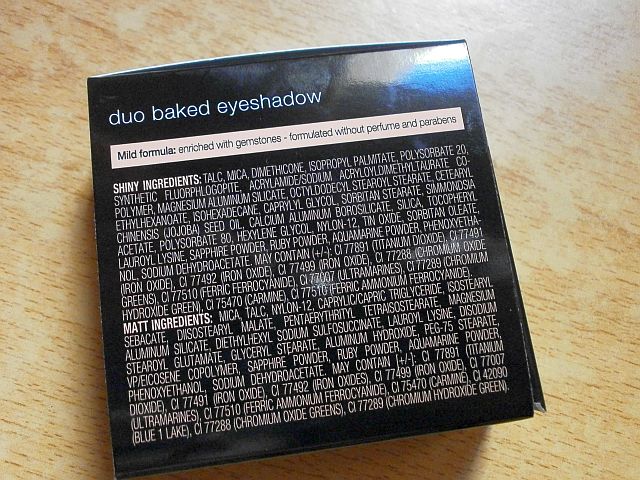 duo baked eyeshadow
Mild formula: enriched with gemstones - formulated without perfume and parabens
SHINY INGREDIENTS: TALC, MICA, DIMETHICONE, ISOPROPYL PALMITATE, POLYSORBATE 20,
SYNTHETIC FLUORPHLOGOPITE, ACRYLAMIDE/SODIUM ACRYLOYLDIMETHYLTAURATE CO-
POLYMER, MAGNESIUM ALUMINUM SILICATE, OCTYLDODECYL STEAROYL STEARATE, CETEARYL
ETHYLHEXANOATE, ISOHEXADECANE, CAPRYLYL GLYCOL, SORBITAN STEARATE, SIMMONDSIA
CHINENSIS (JOJOBA) SEED OIL, CALCIUM ALUMINUM BOROSILICATE, SILICA, TOCOPHERYL
ACETATE, POLYSORBATE 80, HEXYLENE GLYCOL, NYLON-12, TIN OXIDE, SORBITAN OLEATE,
LAUROYL LYSINE, SAPPHIRE POWDER, RUBY POWDER, AQUAMARINE POWDER, PHENOXYETHA-
NOL, SODIUM DEHYDROACETATE, MAY CONTAIN (+/-): CI 77891 (TITANIUM DIOXIDE), CI 77491
(IRON OXIDE), CI 77492 (IRON OXIDE), CI 77499 (IRON OXIDE), CI 77288 (CHROMIUM OXIDE
GREENS), CI 77510 (FERRIC FERROCYANIDE), CI 77007 (ULTRAMARINES), CI 77289 (CHROMIUM
HYDROXIDE GREEN), CI 75470 (CARMINE), CI 77510 (FERRIC AMMONIUM FERROCYANIDE).
MATT INGREDIENTS: MICA, TALC, NYLON-12, CAPRYLIC/CAPRIC TRIGLYCERIDE, ISOSTEARYL
SEBACATE, DIISOSTEARYL MALATE, PENTAERYTHRITYL TETRAISOSTEARATE, MAGNESIUM
ALUMINUM SILICATE, DIETHYLHEXYL SODIUM SULFOSUCCINATE, LAUROYL LYSINE, DISODIUM
STEAROYL GLUTAMATE, GLYCERYL STEARATE, ALUMINUM HYDROXIDE, PEG-75 STEARATE,
VP/EICOSENE COPOLYMER, SAPPHIRE POWDER, RUBY POWDER, AQUAMARINE POWDER,
PHENOXYETHANOL, SODIUM DEHYDROACETATE, MAY CONTAIN (+/-): CI 77891 (TITANIUM
DIOXIDE), CI 77491 (IRON OXIDE), CI 77492 (IRON OXIDES), CI 77499 (IRON OXIDE), CI 77007
(ULTRAMARINES), CI 77510 (FERRIC AMMONIUM FERROCYANIDE), CI 75470 (CARMINE), CI 42090
(BLUE 1 LAKE), CI 77288 (CHROMIUM OXIDE GREENS), CI 77289 (CHROMIUM HYDROXIDE GREEN).